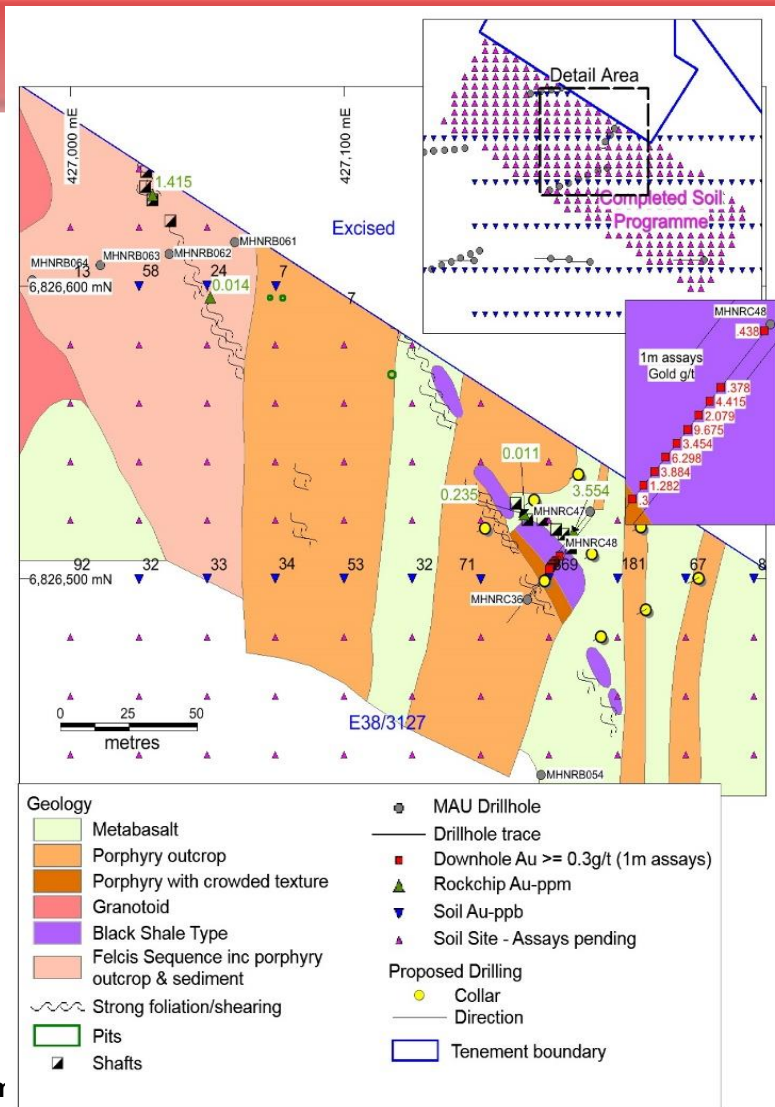 Detail Area
Completed Soil
Programme
427,000 mE
427,100 mE
1.415
Excised
MHNRB061
MHNRB062
MHNRB063
MHNRB064
13
58
24
7
6,826,600 mN
0.014
7
MHNRC48
.438
1m assays
Gold g/t
.378
4.415
2.079
9.675
3.454
6.298
3.884
1.282
.3
0.011
0.235
3.554
MHNRC47
MHNRC48
92
32
33
34
53
32
71
369
181
67
8
6,826,500 mN
MHNRC36
0
25
50
metres
E38/3127
MHNRB054
Geology
Metabasalt
Porphyry outcrop
Porphyry with crowded texture
Granotoid
Black Shale Type
Felcis Sequence inc porphyry
outcrop & sediment
Strong foliation/shearing
Pits
Shafts
MAU Drillhole
Drillhole trace
Downhole Au >= 0.3g/t (1m assays)
Rockchip Au-ppm
Soil Au-ppb
Soil Site - Assays pending
Proposed Drilling
Collar
Direction
Tenement boundary